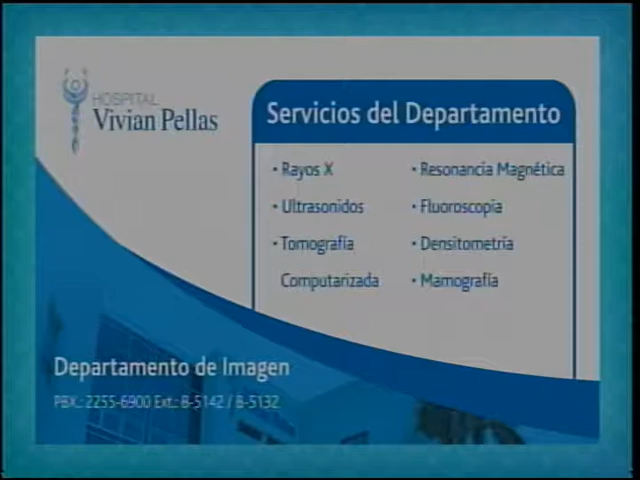 HOSPITAL
Vivian Pellas
Servicios del Departamento
• Rayos X
• Ultrasonidos
• Tomografía
Computarizada
• Resonancia Magnética
• Fluoroscopia
• Densitometría
• Mamografía
Departamento de Imagen
PBX.: 2255-6900 Ext.: B-5142 / B-5132